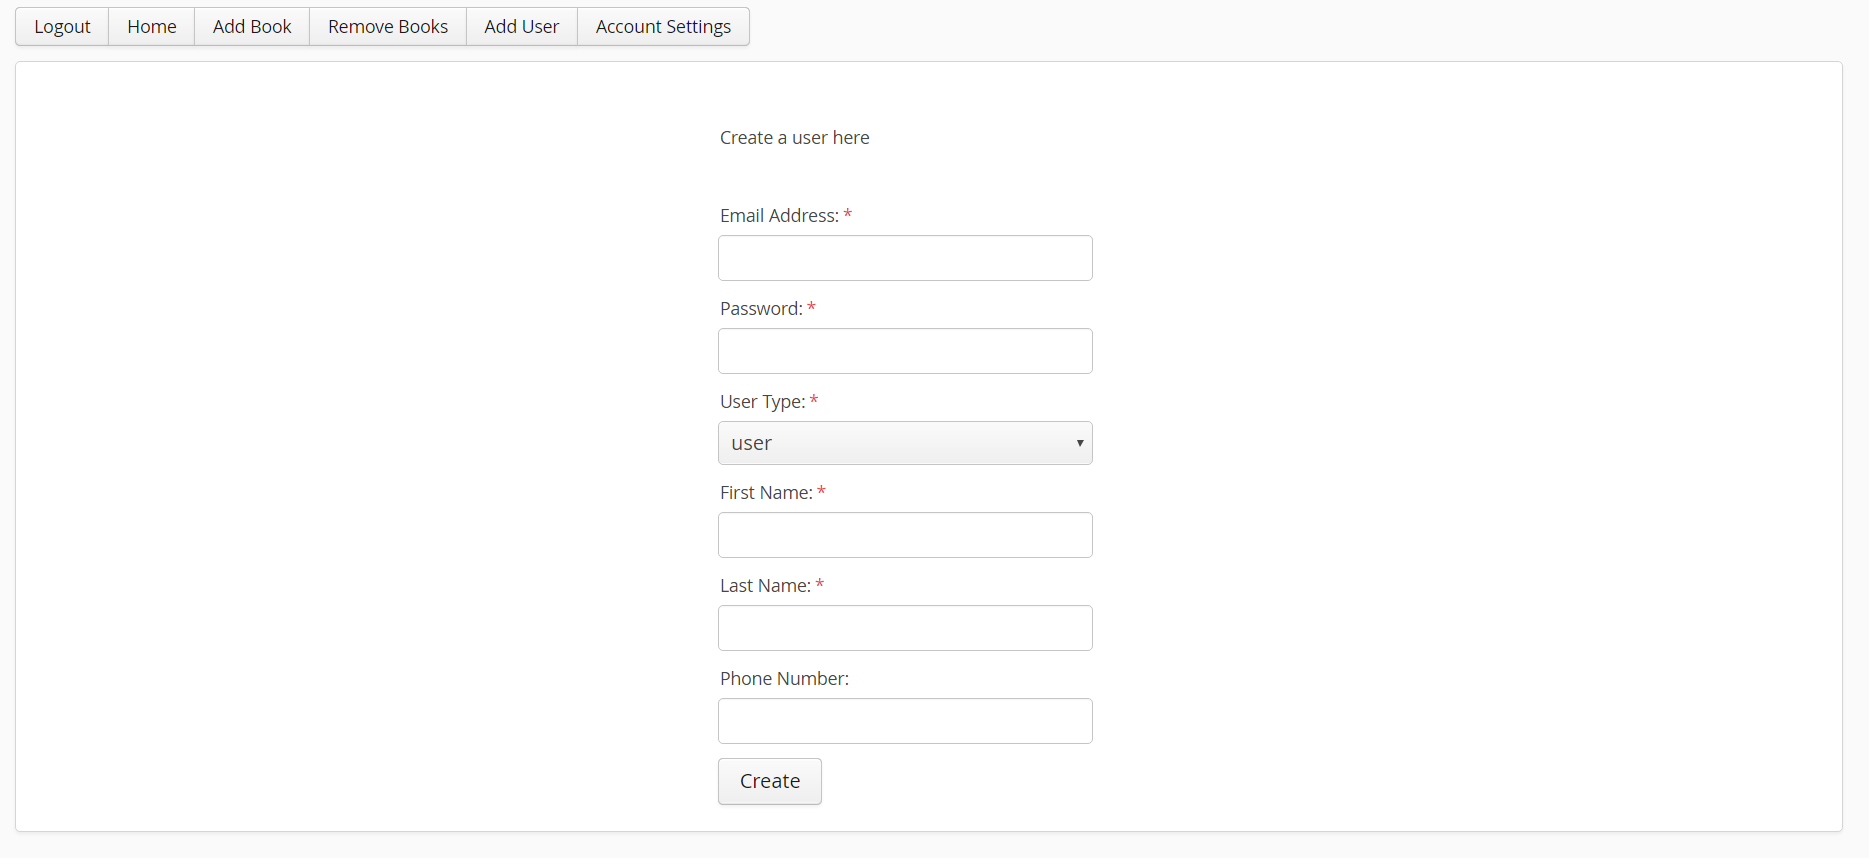 Logout Home Add Book Remove Books Add User Account Settings
Create a user here
Email Address: *
Password: *
User Type: *
user
First Name: *
Last Name: *
Phone Number:
Create